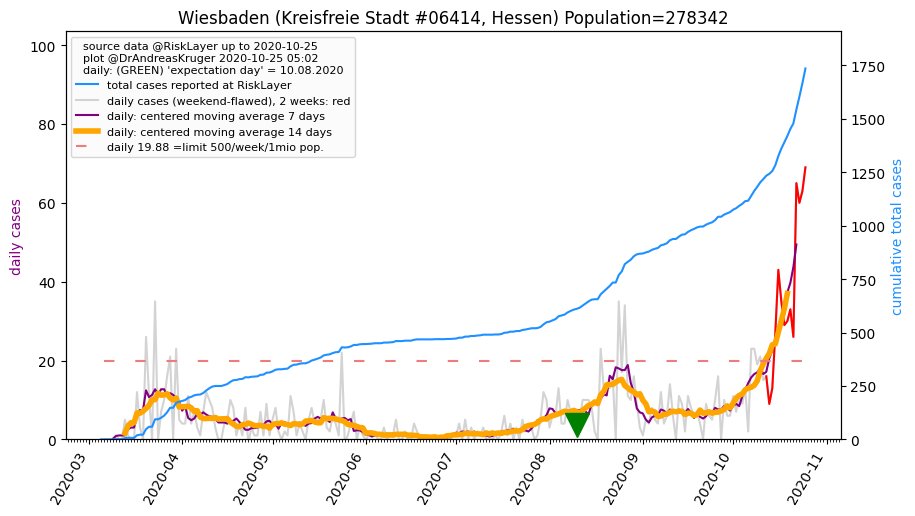 Wiesbaden (Kreisfreie Stadt #06414, Hessen) Population=278342
source data @RiskLayer up to 2020-10-25
plot @DrAndreasKruger 2020-10-25 05:02
daily: (GREEN) 'expectation day' = 10.08.2020
total cases reported at RiskLayer
daily cases (weekend-flawed), 2 weeks: red
daily: centered moving average 7 days
daily: centered moving average 14 days
daily 19.88 =limit 500/week/1mio pop.
daily cases
100
80
60
40
20
0
cumulative total cases
1750
1500
1250
1000
750
500
250
0
2020-03
2020-04
2020-05
2020-06
2020-07
2020-08
2020-09
2020-10
2020-11